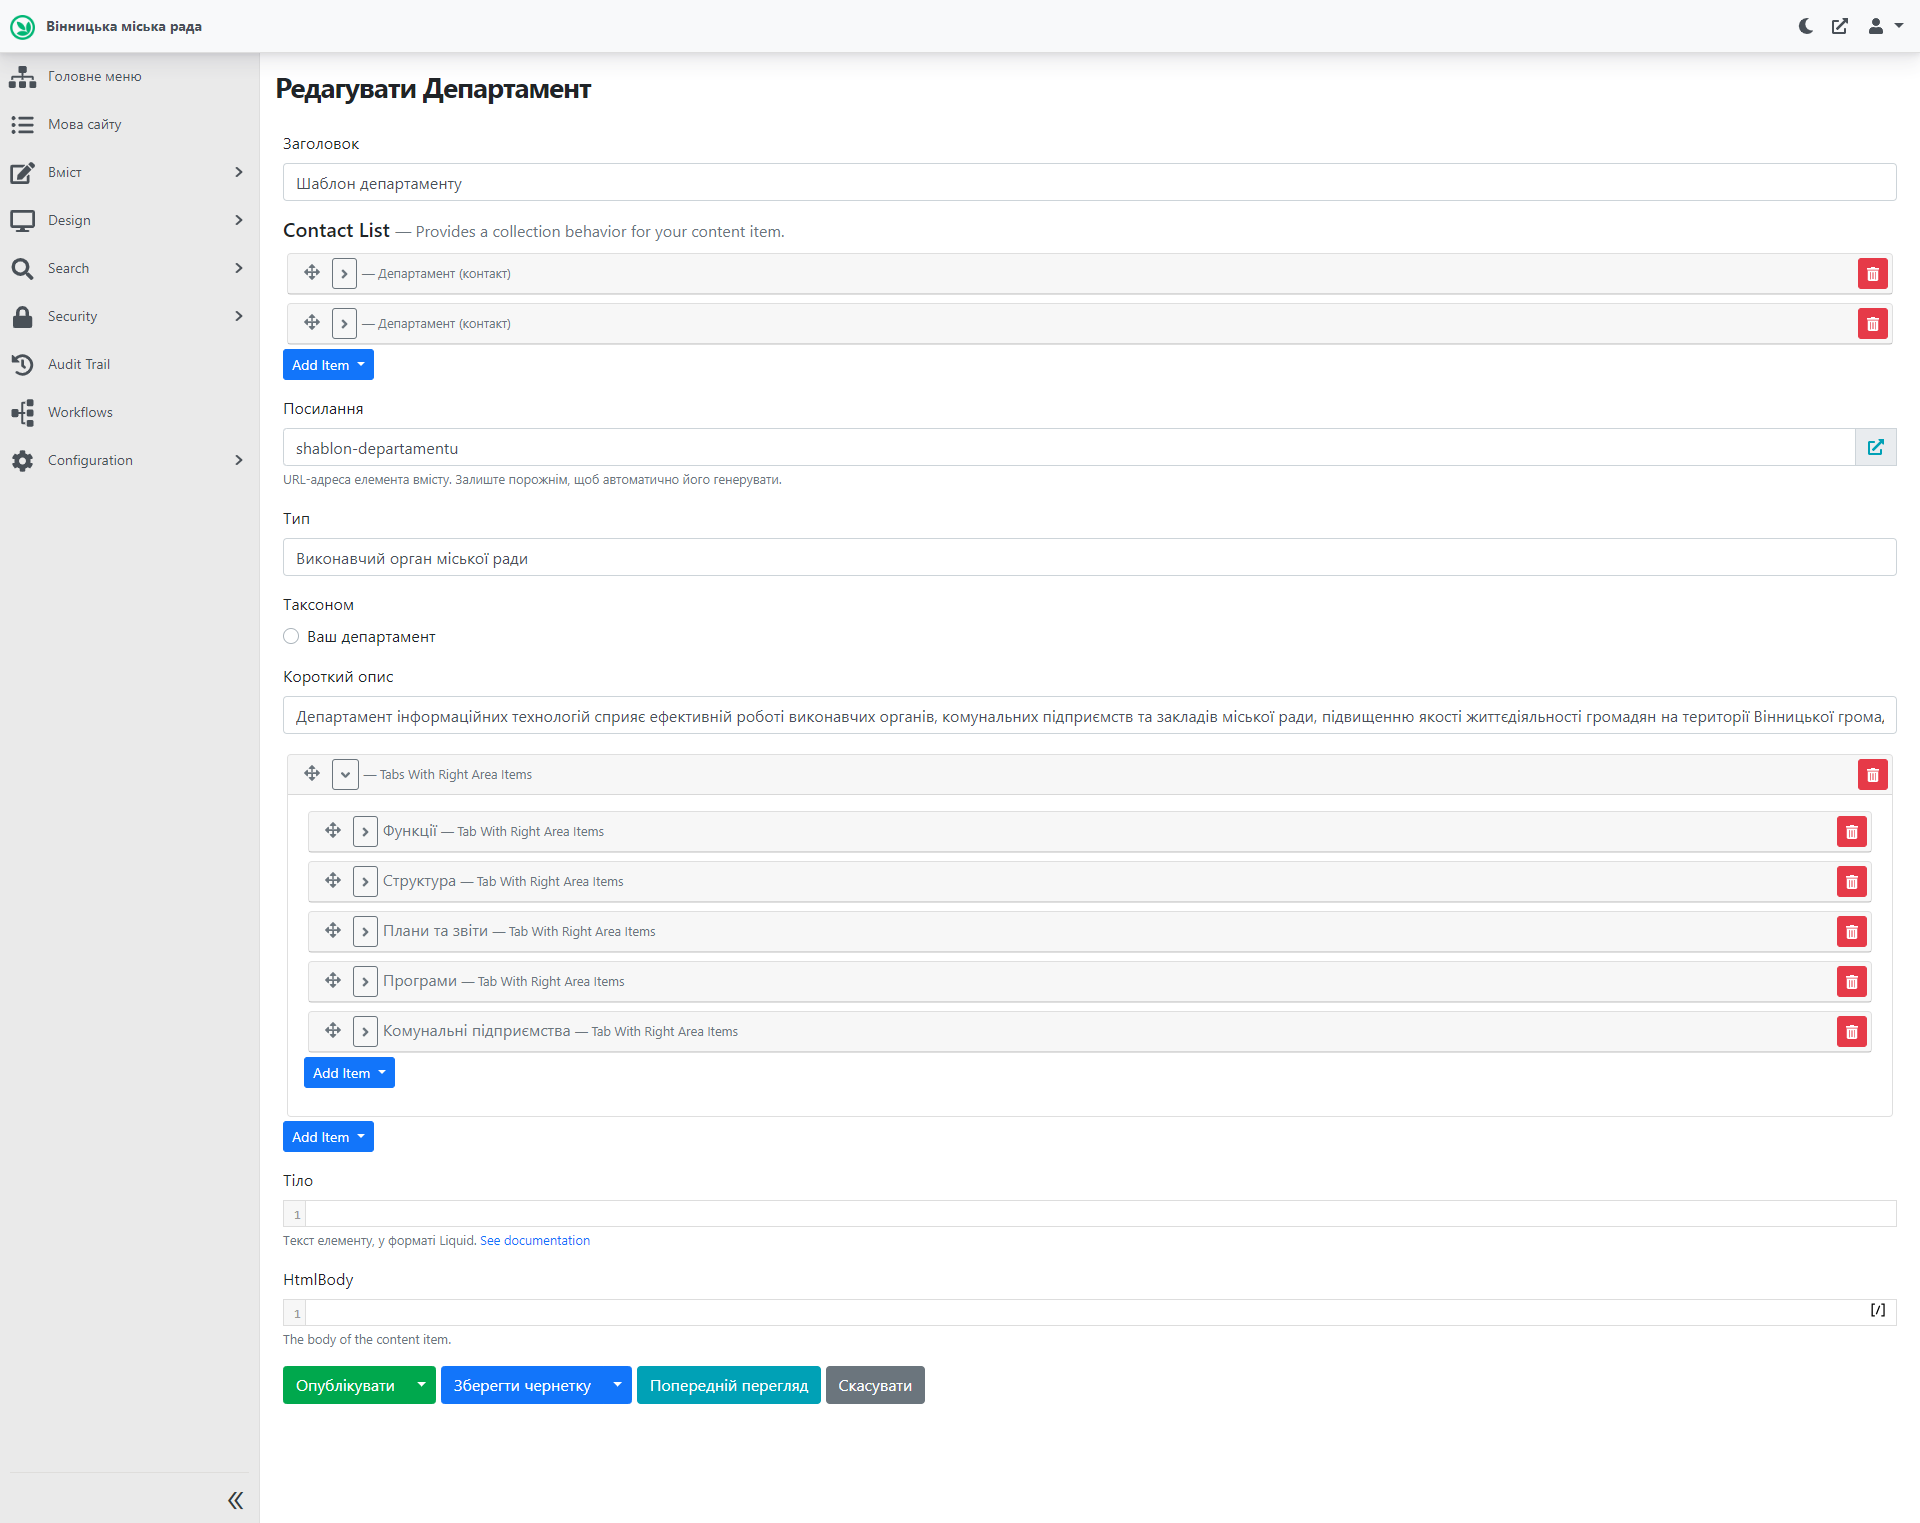 Вінницька міська рада
Головне меню
Мова сайту
Вміст
Design
Search
Security
Audit Trail
Workflows
Configuration
Редагувати Департамент
Заголовок
Шаблон департаменту
Contact List — Provides a collection behavior for your content item.
— Департамент (контакт)
— Департамент (контакт)
Add Item
Посилання
shablon-departamentu
URL-адреса елемента вмісту. Залиште порожнім, щоб автоматично його генерувати.
Тип
Виконавчий орган міської ради
Таксоном
Ваш департамент
Короткий опис
Департамент інформаційних технологій сприяє ефективній роботі виконавчих органів, комунальних підприємств та закладів міської ради, підвищенню якості життєдіяльності громадян на території Вінницької грома,
— Tabs With Right Area Items
Функції — Tab With Right Area Items
Структура — Tab With Right Area Items
Плани та звіти — Tab With Right Area Items
Програми — Tab With Right Area Items
Комунальні підприємства — Tab With Right Area Items
Add Item
Add Item
Тіло
1
Текст елементу, у форматі Liquid. See documentation
HtmlBody
1
[/]
The body of the content item.
Опублікувати
Зберегти чернетку
Попередній перегляд
Скасувати